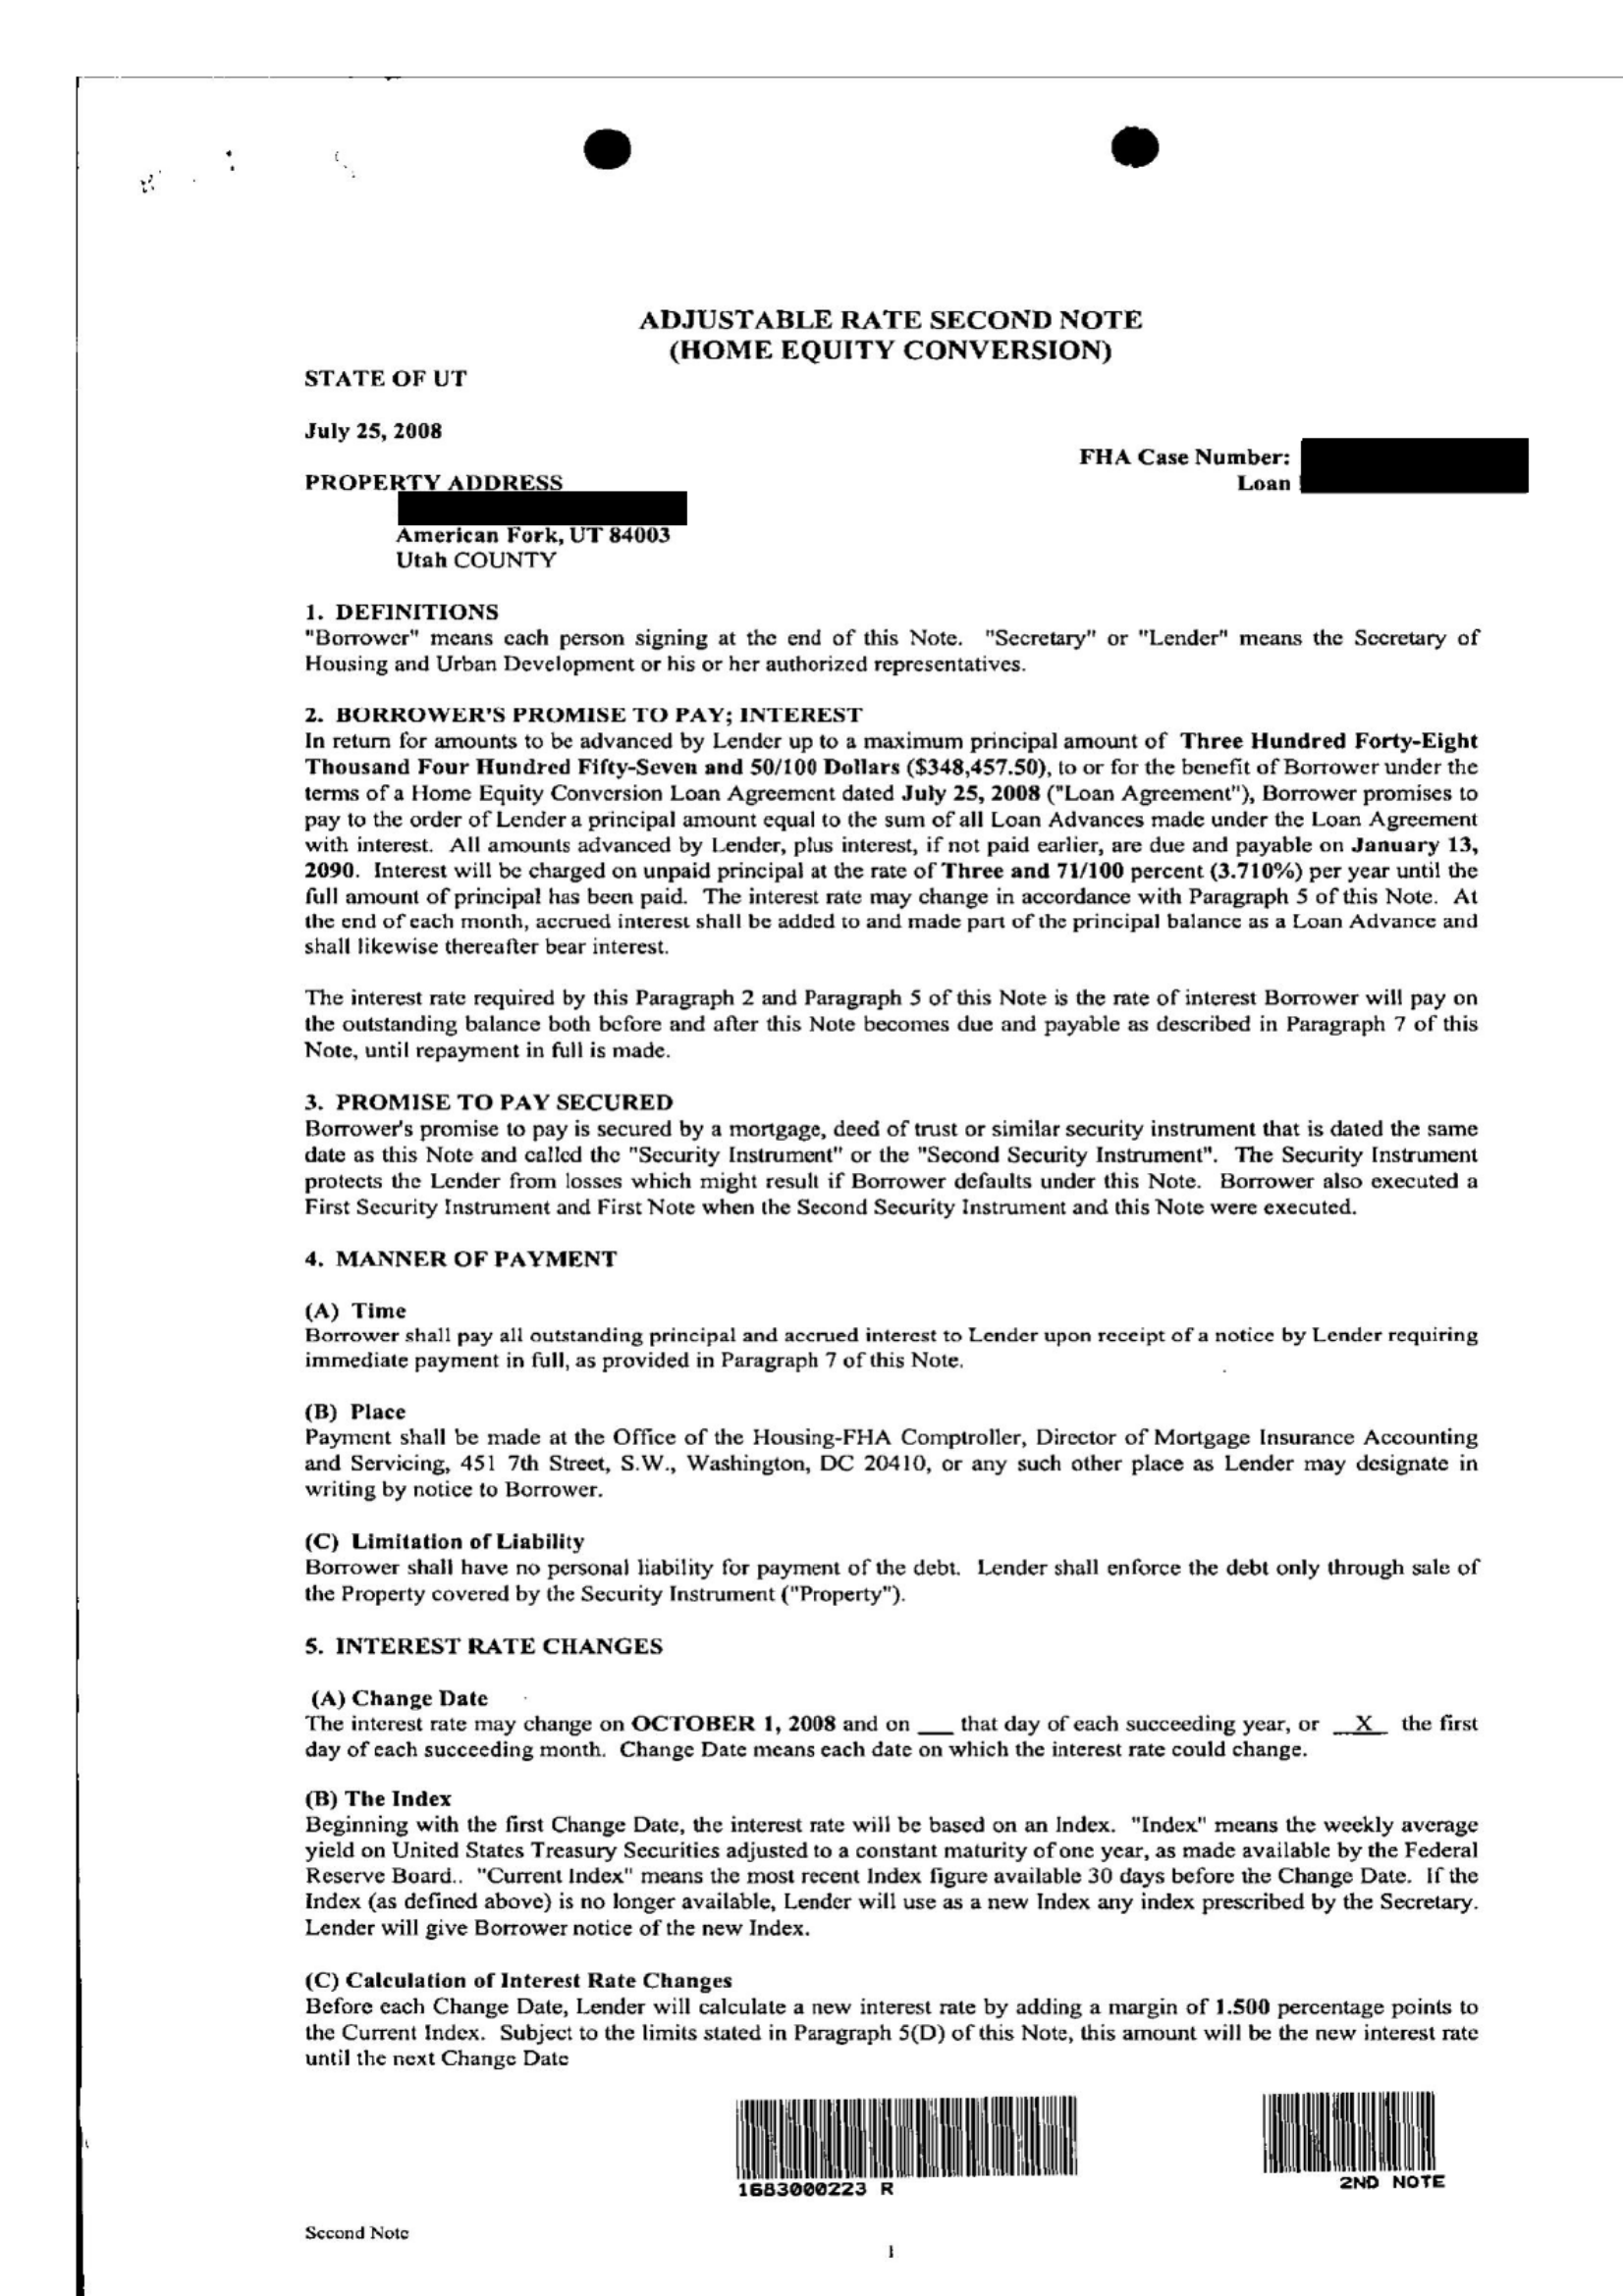 ADJUSTABLE RATE SECOND NOTE
(HOME EQUITY CONVERSION)
STATE OF UT
July 25, 2008
FHA Case Number:
PROPERTY ADDRESS
Loan
American Fork, UT 84003
Utah COUNTY
1. DEFINITIONS
"Borrower" means each person signing at the end of this Note. "Secretary" or "Lender" means the Secretary of
Housing and Urban Development or his or her authorized representatives.
2. BORROWER'S PROMISE TO PAY; INTEREST
In return for amounts to be advanced by Lender up to a maximum principal amount of Three Hundred Forty-Eight
Thousand Four Hundred Fifty-Seven and 50/100 Dollars ($348,457.50), to or for the benefit of Borrower under the
terms of a Home Equity Conversion Loan Agreement dated July 25, 2008 ("Loan Agreement"), Borrower promises to
pay to the order of Lender a principal amount equal to the sum of all Loan Advances made under the Loan Agreement
with interest. All amounts advanced by Lender, plus interest, if not paid earlier, are due and payable on January 13,
2090. Interest will be charged on unpaid principal at the rate of Three and 71/100 percent (3.710%) per year until the
full amount of principal has been paid. The interest rate may change in accordance with Paragraph 5 of this Note. At
the end of each month, accrued interest shall be added to and made part of the principal balance as a Loan Advance and
shall likewise thereafter bear interest.
The interest rate required by this Paragraph 2 and Paragraph 5 of this Note is the rate of interest Borrower will pay on
the outstanding balance both before and after this Note becomes due and payable as described in Paragraph 7 of this
Note, until repayment in full is made.
3. PROMISE TO PAY SECURED
Borrower's promise to pay is secured by a mortgage, deed of trust or similar security instrument that is dated the same
date as this Note and called the "Security Instrument" or the "Second Security Instrument". The Security Instrument
protects the Lender from losses which might result if Borrower defaults under this Note. Borrower also executed a
First Security Instrument and First Note when the Second Security Instrument and this Note were executed.
4. MANNER OF PAYMENT
(A) Time
Borrower shall pay all outstanding principal and accrued interest to Lender upon receipt of a notice by Lender requiring
immediate payment in full, as provided in Paragraph 7 of this Note.
(B) Place
Payment shall be made at the Office of the Housing-FHA Comptroller, Director of Mortgage Insurance Accounting
and Servicing, 451 7th Street, S.W., Washington, DC 20410, or any such other place as Lender may designate in
writing by notice to Borrower.
(C) Limitation of Liability
Borrower shall have no personal liability for payment of the debt. Lender shall enforce the debt only through sale of
the Property covered by the Security Instrument ("Property").
5. INTEREST RATE CHANGES
(A) Change Date
The interest rate may change on OCTOBER 1, 2008 and on ___ that day of each succeeding year, or _X_ the first
day of each succeeding month. Change Date means each date on which the interest rate could change.
(B) The Index
Beginning with the first Change Date, the interest rate will be based on an Index. "Index" means the weekly average
yield on United States Treasury Securities adjusted to a constant maturity of one year, as made available by the Federal
Reserve Board.. "Current Index" means the most recent Index figure available 30 days before the Change Date. If the
Index (as defined above) is no longer available, Lender will use as a new Index any index prescribed by the Secretary.
Lender will give Borrower notice of the new Index.
(C) Calculation of Interest Rate Changes
Before each Change Date, Lender will calculate a new interest rate by adding a margin of 1.500 percentage points to
the Current Index. Subject to the limits stated in Paragraph 5(D) of this Note, this amount will be the new interest rate
until the next Change Date
1683000223 R
2ND NOTE
Second Note
1